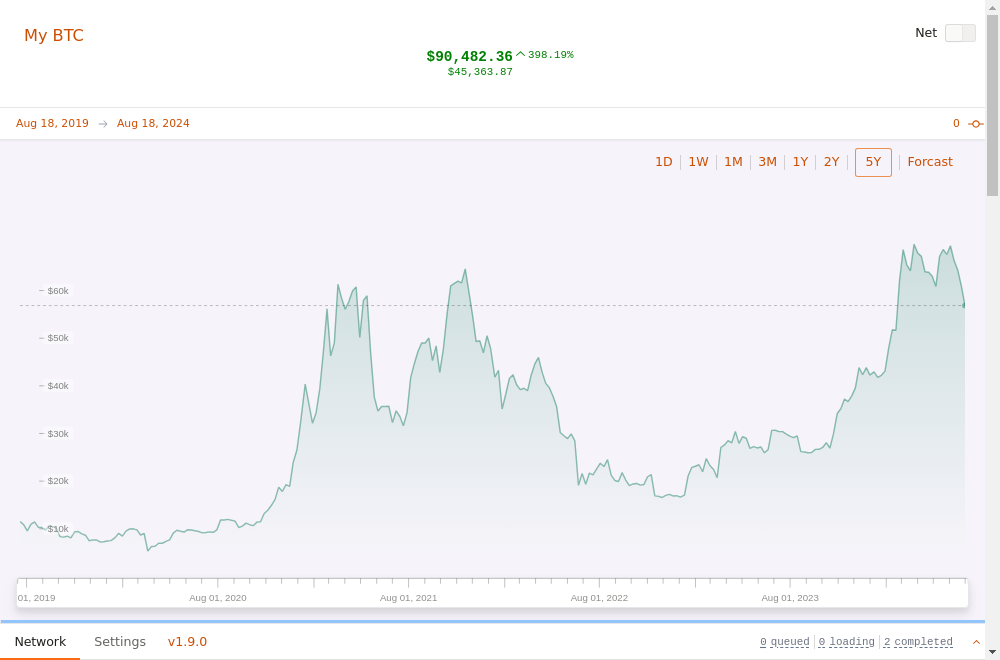 My BTC
Net
$90,482.36 398.19%
$45,363.87
Aug 18, 2019 → Aug 18, 2024
0
1D 1W 1M 3M 1Y 2Y 5Y Forcast
$60k
$50k
$40k
$30k
$20k
$10k
01, 2019 Aug 01, 2020 Aug 01, 2021 Aug 01, 2022 Aug 01, 2023
Network Settings v1.9.0 0 queued 0 loading 2 completed